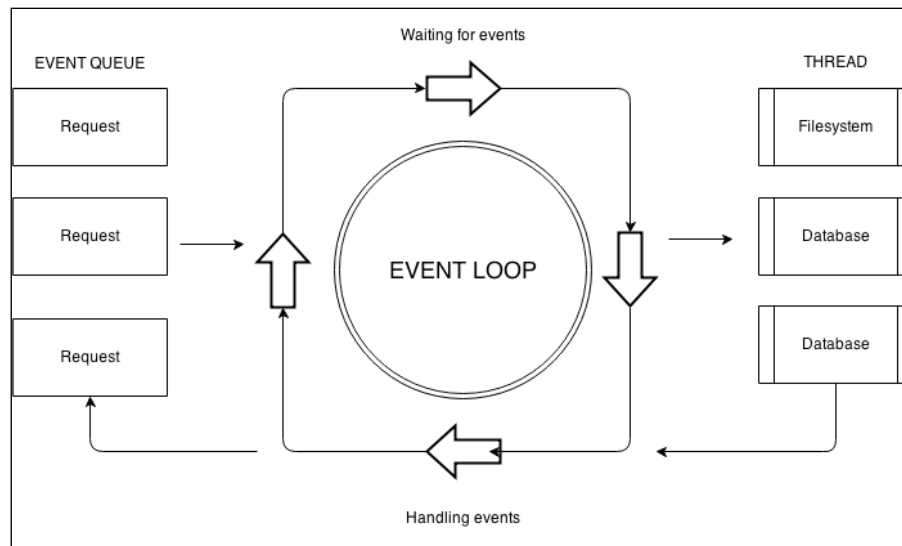 Waiting for events
EVENT QUEUE
THREAD
Request
Filesystem
Request
EVENT LOOP
Database
Request
Database
Handling events